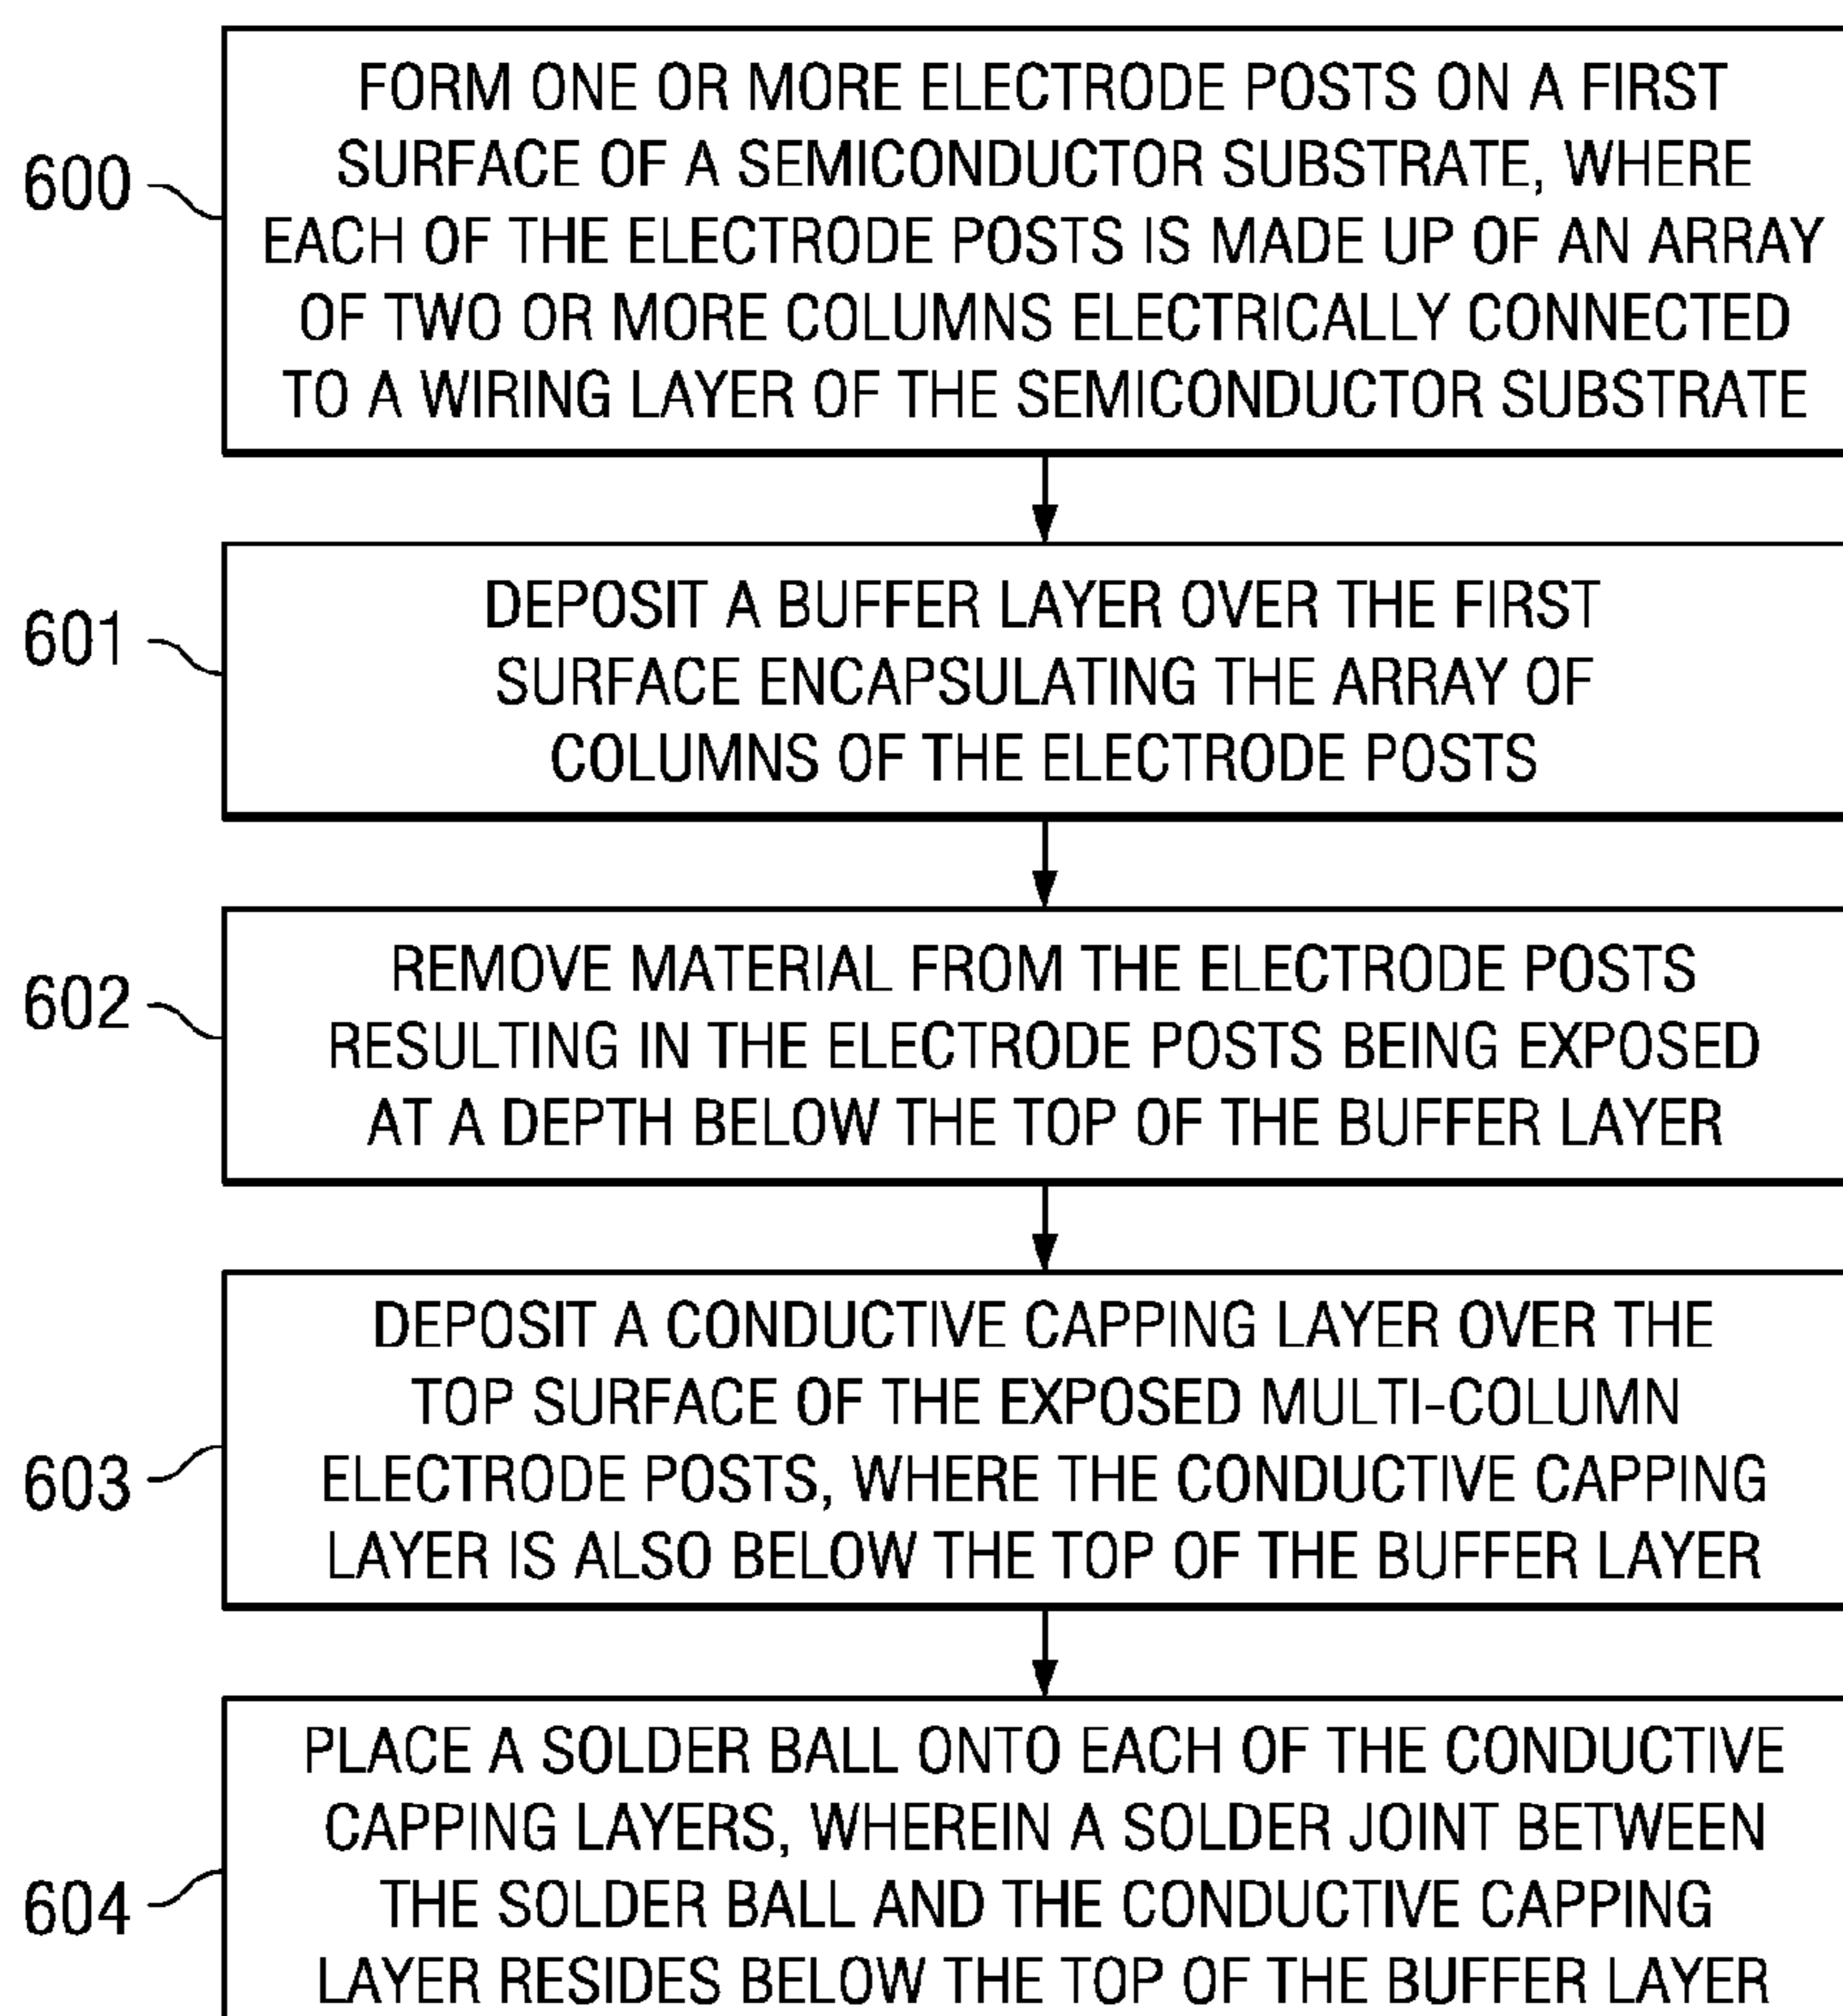 FORM ONE OR MORE ELECTRODE POSTS ON A FIRST
SURFACE OF A SEMICONDUCTOR SUBSTRATE, WHERE
EACH OF THE ELECTRODE POSTS IS MADE UP OF AN ARRAY
OF TWO OR MORE COLUMNS ELECTRICALLY CONNECTED
TO A WIRING LAYER OF THE SEMICONDUCTOR SUBSTRATE
600
DEPOSIT A BUFFER LAYER OVER THE FIRST
SURFACE ENCAPSULATING THE ARRAY OF
COLUMNS OF THE ELECTRODE POSTS
601
REMOVE MATERIAL FROM THE ELECTRODE POSTS
RESULTING IN THE ELECTRODE POSTS BEING EXPOSED
AT A DEPTH BELOW THE TOP OF THE BUFFER LAYER
602
DEPOSIT A CONDUCTIVE CAPPING LAYER OVER THE
TOP SURFACE OF THE EXPOSED MULTI-COLUMN
ELECTRODE POSTS, WHERE THE CONDUCTIVE CAPPING
LAYER IS ALSO BELOW THE TOP OF THE BUFFER LAYER
603
PLACE A SOLDER BALL ONTO EACH OF THE CONDUCTIVE
CAPPING LAYERS, WHEREIN A SOLDER JOINT BETWEEN
THE SOLDER BALL AND THE CONDUCTIVE CAPPING
LAYER RESIDES BELOW THE TOP OF THE BUFFER LAYER
604